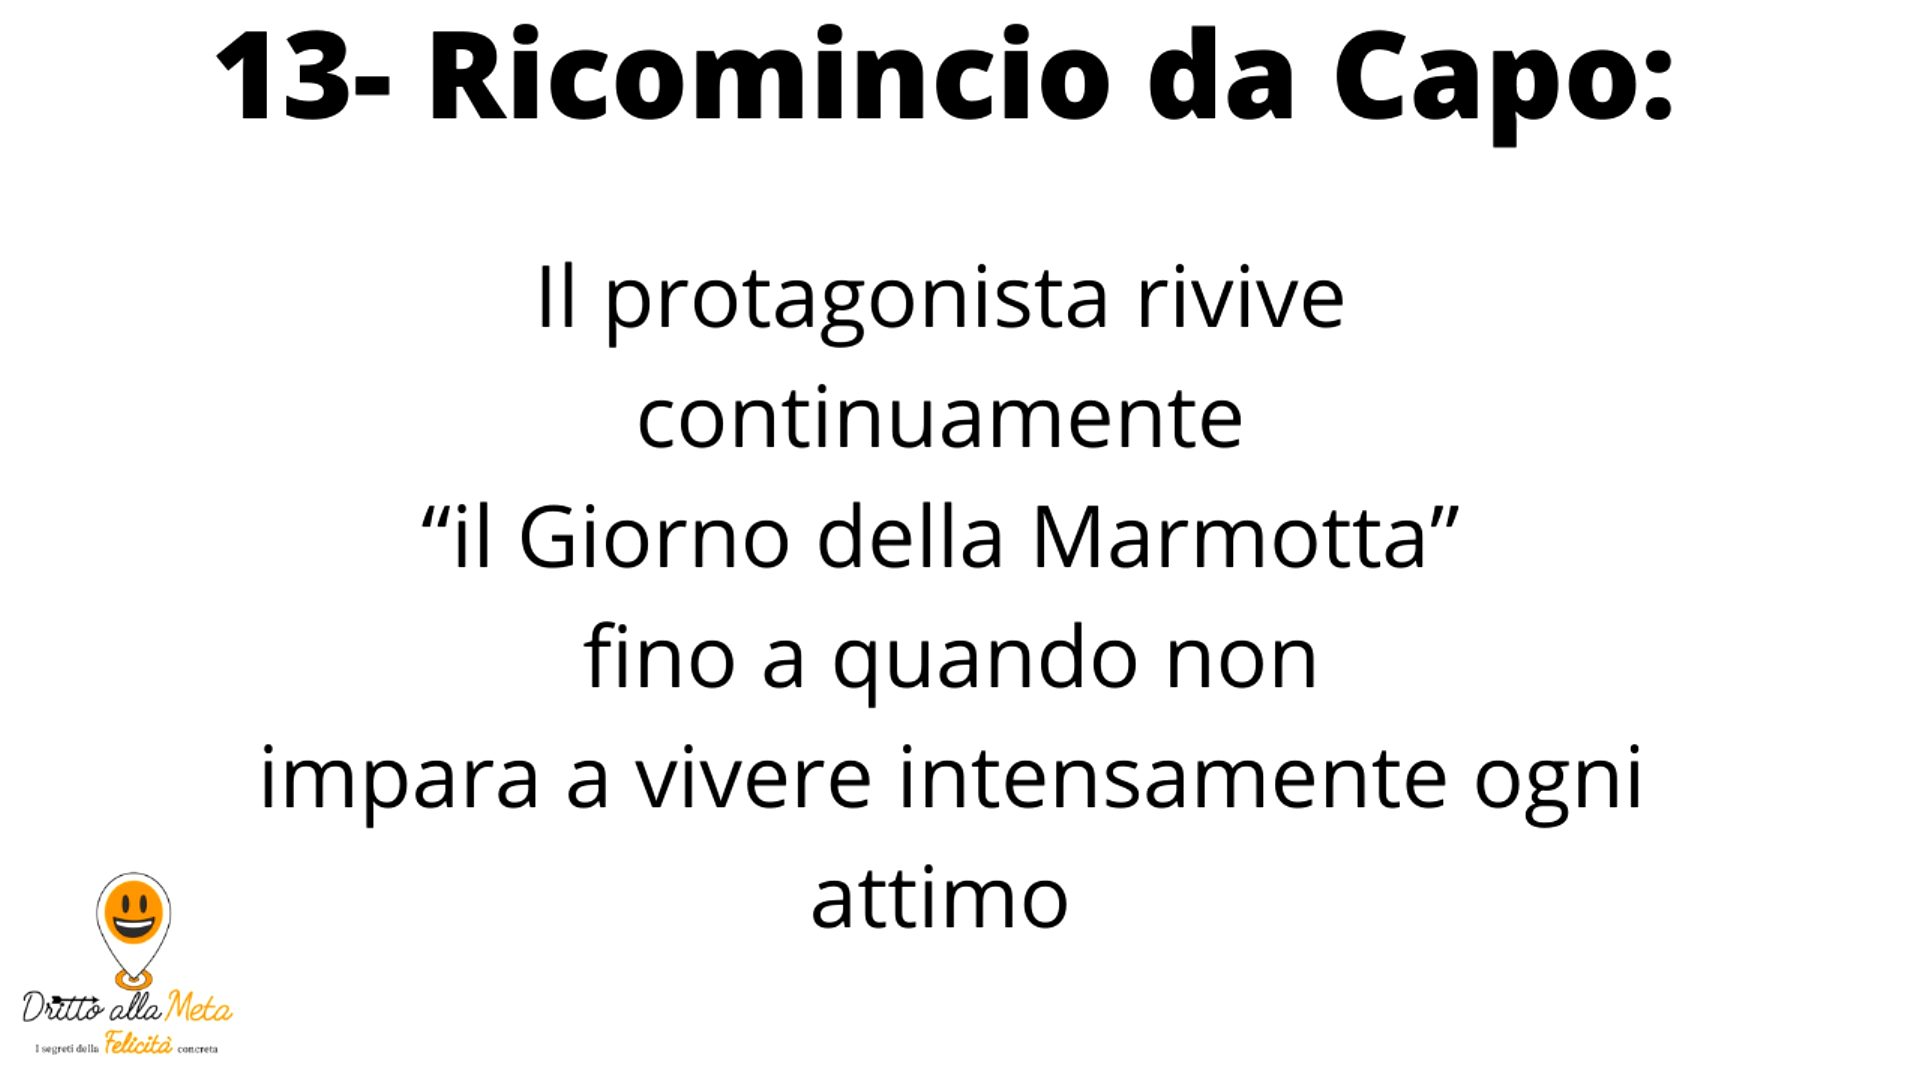 13- Ricomincio da Capo:
Il protagonista rivive
continuamente
“il Giorno della Marmotta”
fino a quando non
impara a vivere intensamente ogni
attimo
Dritto alla Meta
I segreti della Felicità concreta